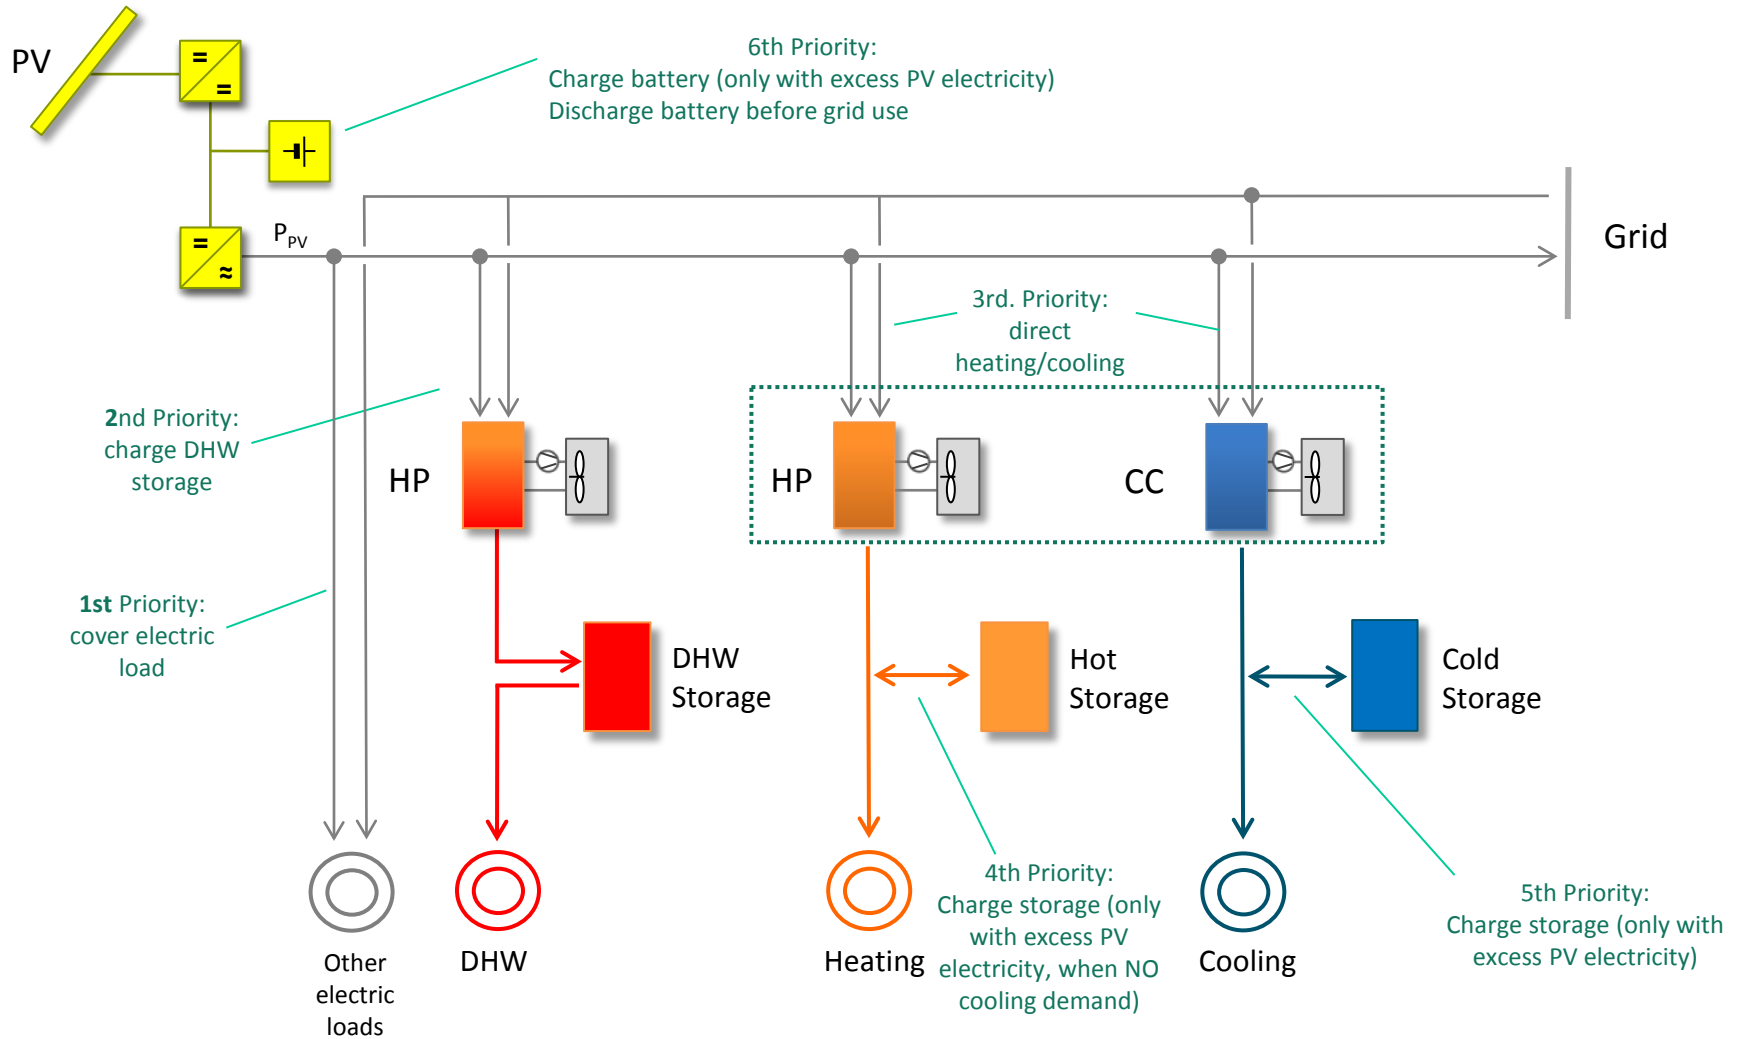 PV
6th Priority:
Charge battery (only with excess PV electricity)
Discharge battery before grid use
=
=
=
≈
P_PV
Grid
3rd. Priority:
direct
heating/cooling
2nd Priority:
charge DHW
storage
HP
HP
CC
1st Priority:
cover electric
load
DHW
Storage
Hot
Storage
Cold
Storage
4th Priority:
Charge storage (only
with excess PV
electricity, when NO
cooling demand)
5th Priority:
Charge storage (only with
excess PV electricity)
Other
electric
loads
DHW
Heating
Cooling